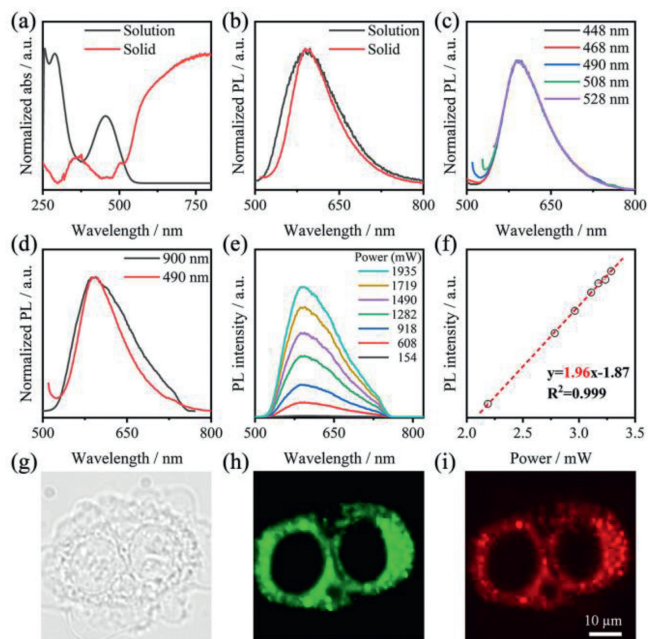 (a)
Solution
Solid
Normalized abs / a.u.
250 500 750
Wavelength / nm
(b)
Solution
Solid
Normalized PL / a.u.
500 650 800
Wavelength / nm
(c)
448 nm
468 nm
490 nm
508 nm
528 nm
Normalized PL / a.u.
500 650 800
Wavelength / nm
(d)
900 nm
490 nm
Normalized PL / a.u.
500 650 800
Wavelength / nm
(e)
Power (mW)
1935
1719
1490
1282
918
608
154
PL intensity / a.u.
500 650 800
Wavelength / nm
(f)
PL intensity / a.u.
y=1.96x-1.87
R²=0.999
2.0 2.5 3.0 3.5
Power / mW
(g)
(h)
(i)
10 µm